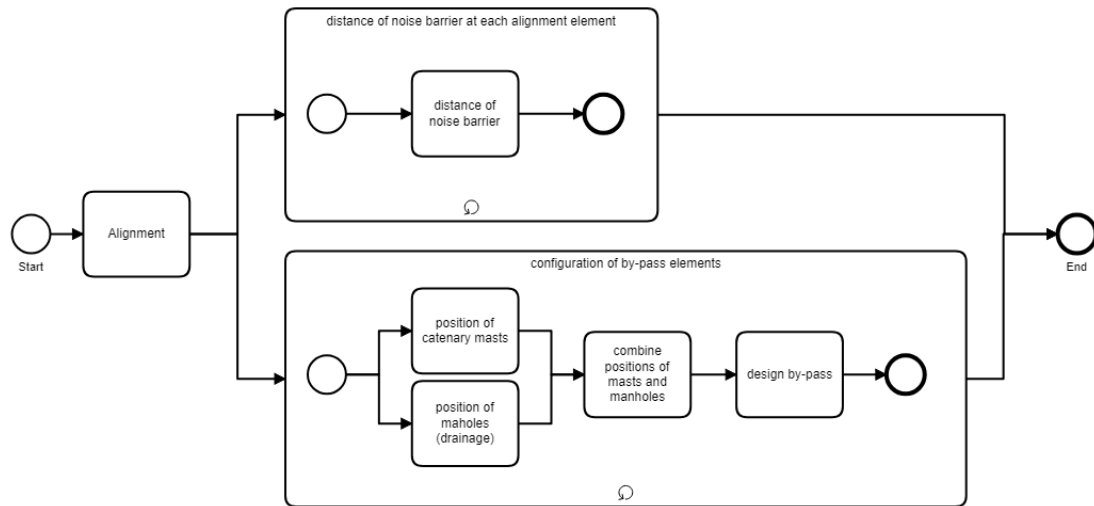 distance of noise barrier at each alignment element
distance of
noise barrier
Start
Alignment
End
configuration of by-pass elements
position of
catenary masts
position of
maholes
(drainage)
combine
positions of
masts and
manholes
design by-pass